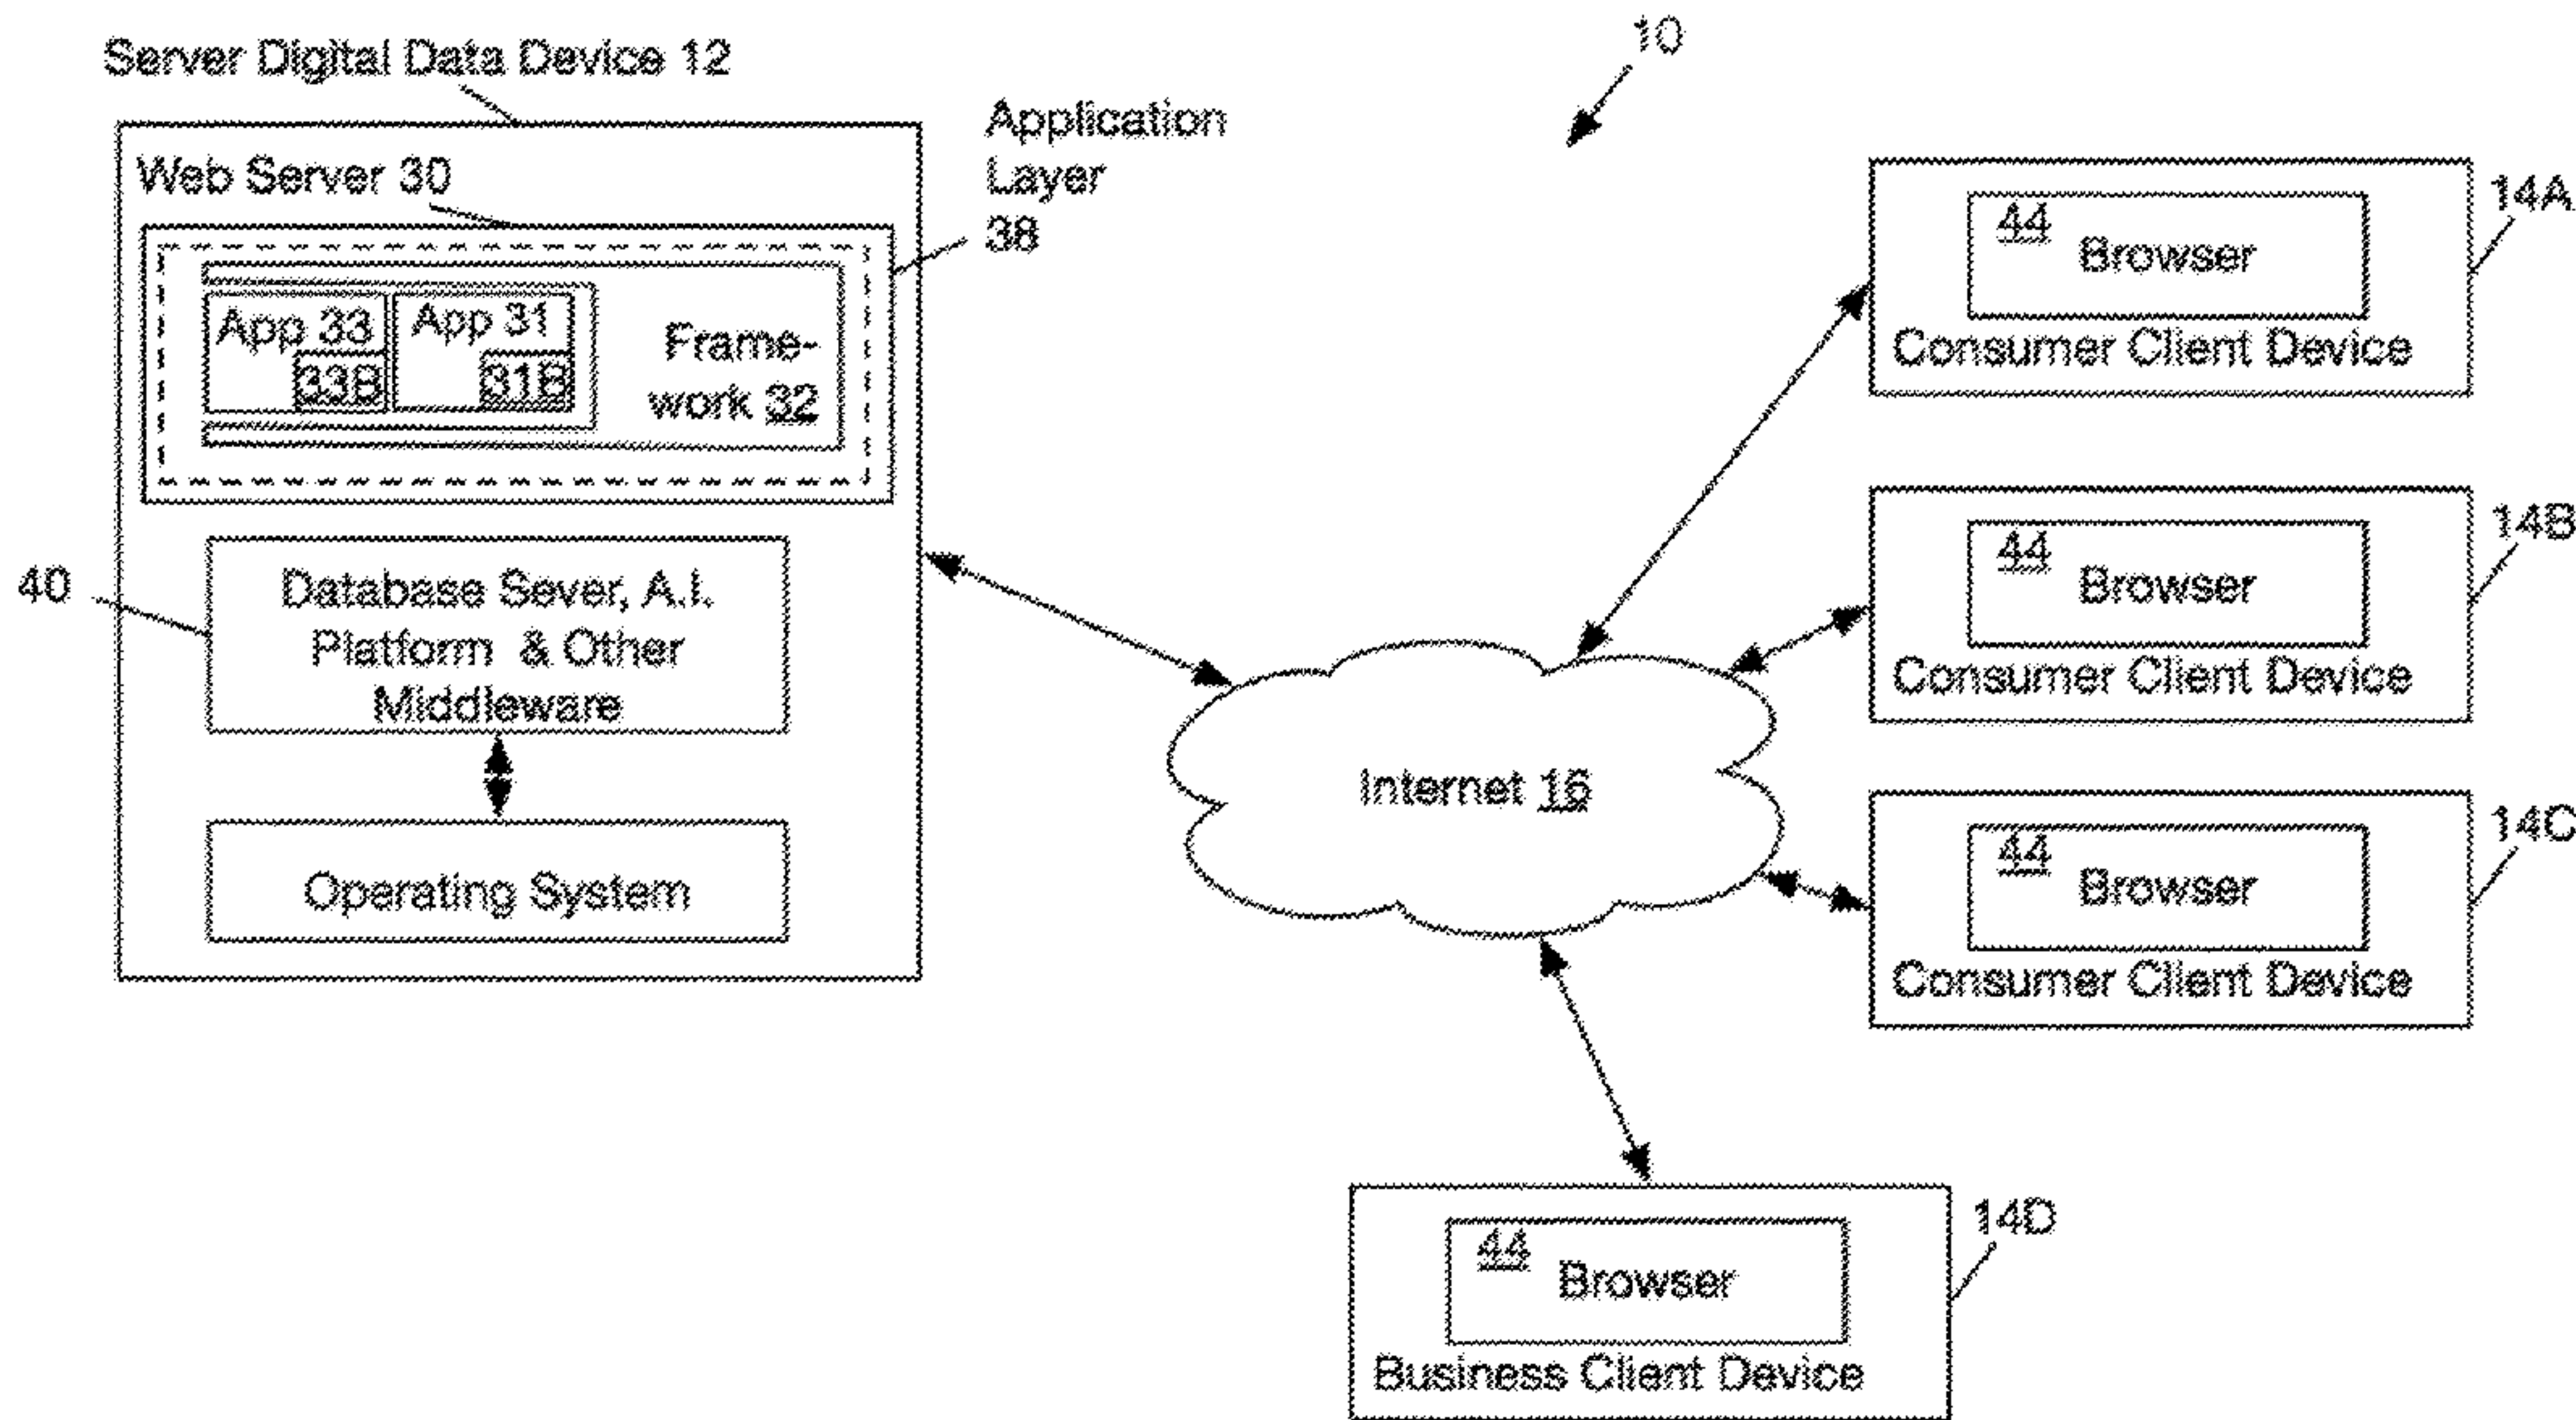 Server Digital Data Device 12
10
Application
Layer
38
Web Server 30
App 33
33B
App 31
31B
Frame-
work 32
40
Database Sever, A.I.
Platform & Other
Middleware
Operating System
Internet 16
14A
44
Browser
Consumer Client Device
14B
44
Browser
Consumer Client Device
14C
44
Browser
Consumer Client Device
14D
44
Browser
Business Client Device